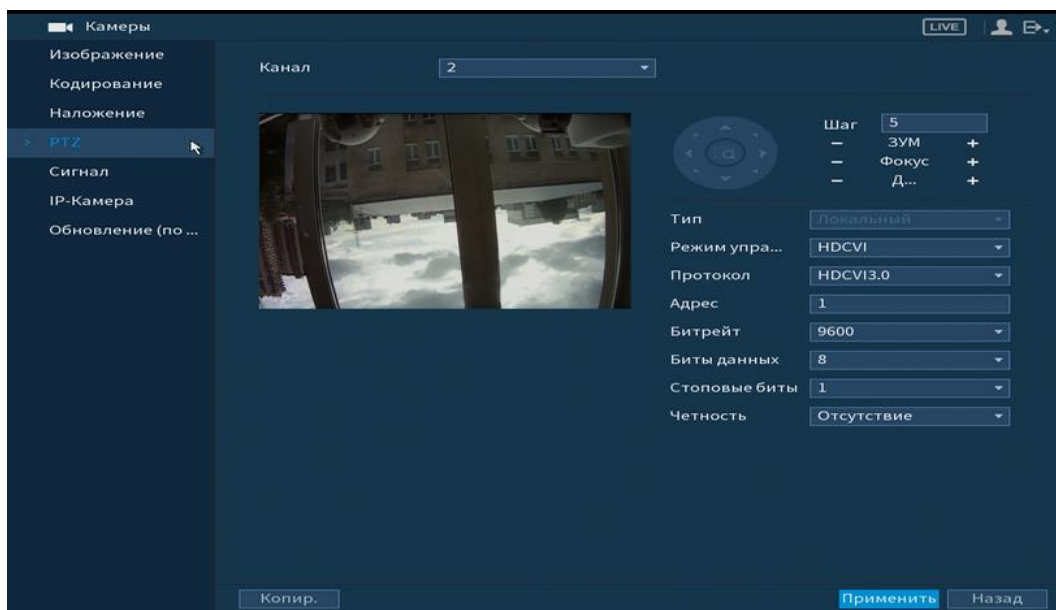 Камеры
LIVE
Изображение
Кодирование
Наложение
> PTZ
Сигнал
IP-Камера
Обновление (по ...
Канал 2
Шаг 5
− ЗУМ +
− Фокус +
− Д... +
Тип Локальный
Режим упра... HDCVI
Протокол HDCVI3.0
Адрес 1
Битрейт 9600
Биты данных 8
Стоповые биты 1
Четность Отсутствие
Копир.
Применить
Назад